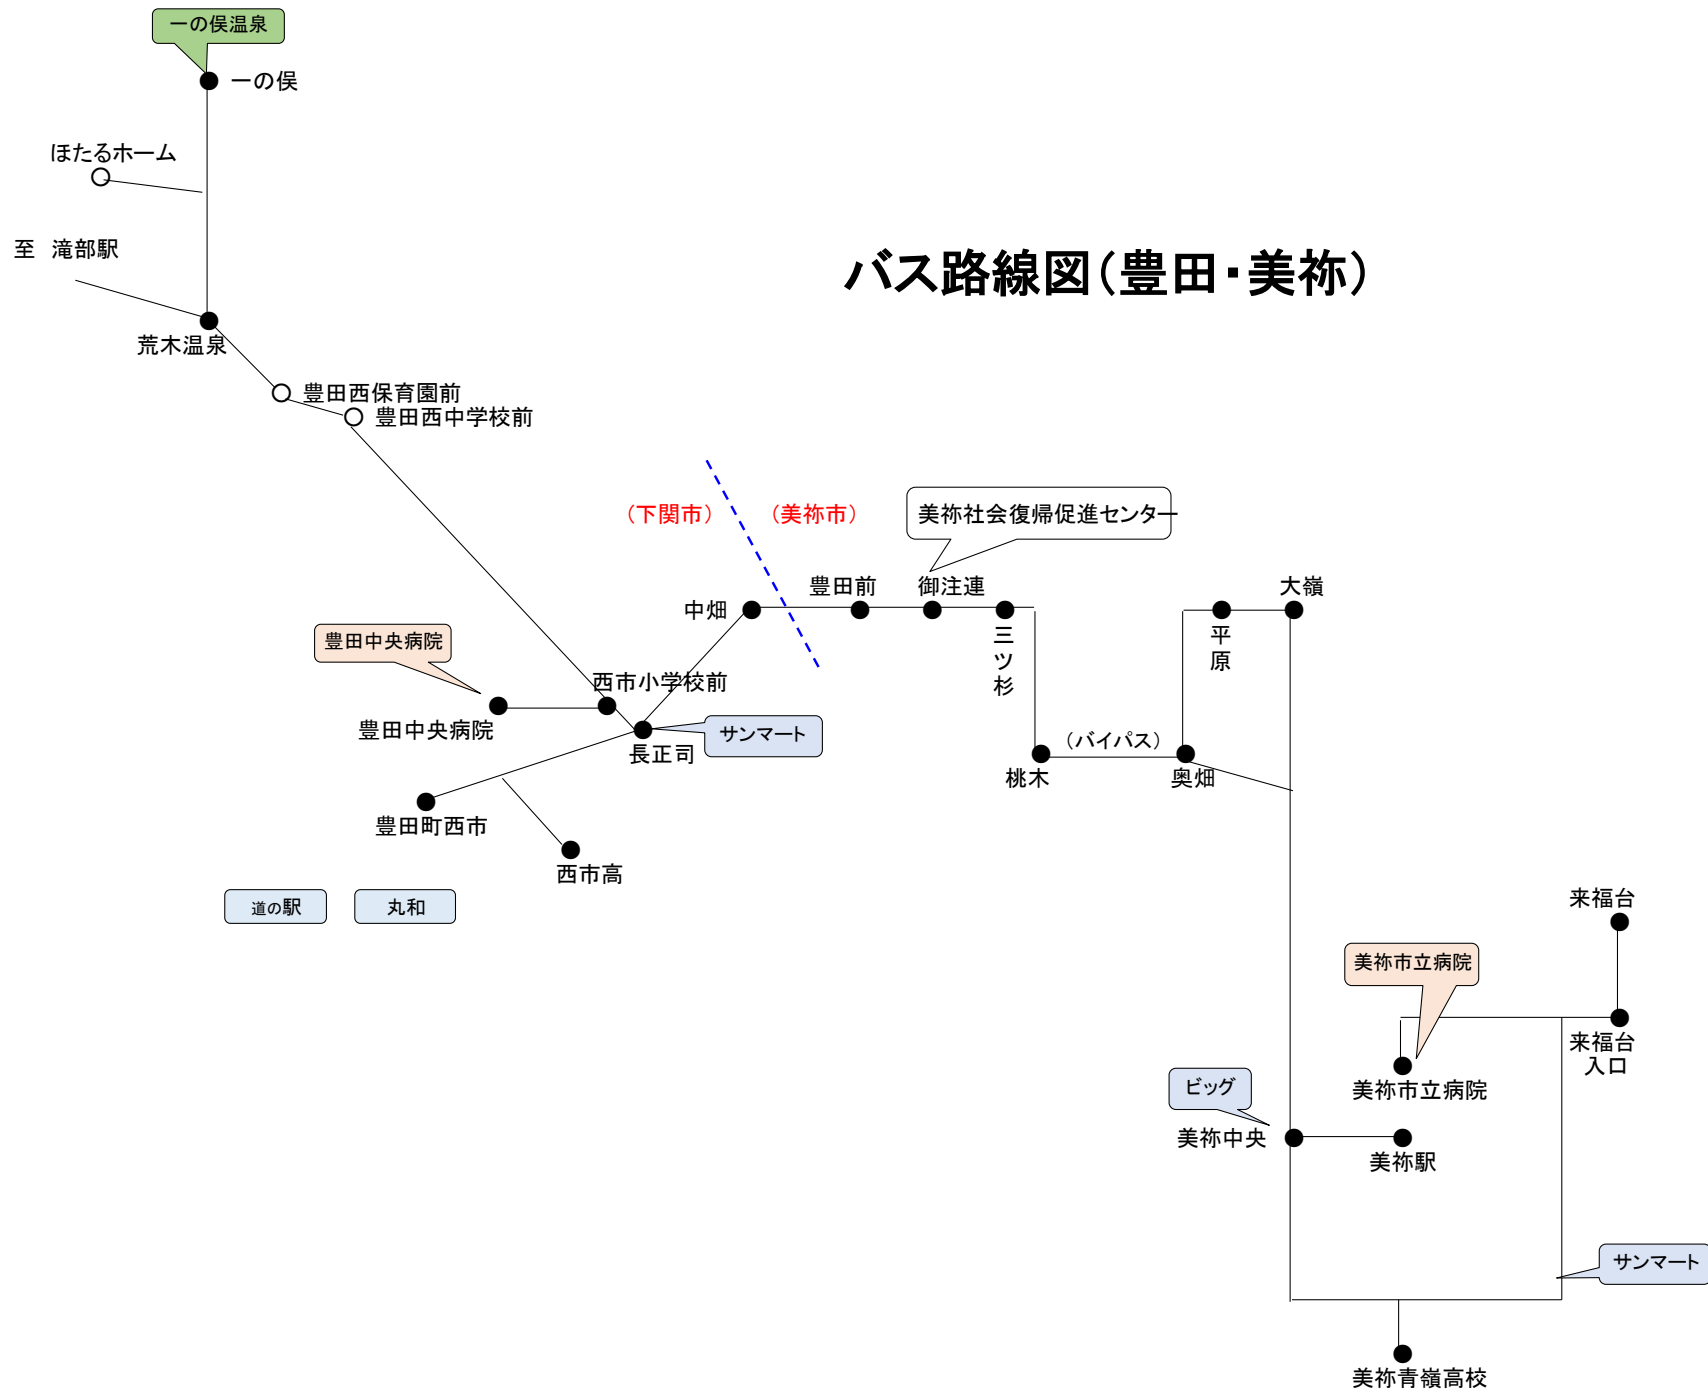 一の俣温泉
一の俣
ほたるホーム
至　滝部駅
バス路線図（豊田・美祢）
荒木温泉
豊田西保育園前
豊田西中学校前
（下関市）
（美祢市）
美祢社会復帰促進センター
中畑
豊田前
御注連
三ツ杉
平原
大嶺
豊田中央病院
西市小学校前
豊田中央病院
サンマート
長正司
（バイパス）
桃木
奥畑
豊田町西市
西市高
道の駅
丸和
来福台
美祢市立病院
来福台
入口
ビッグ
美祢市立病院
美祢中央
美祢駅
サンマート
美祢青嶺高校